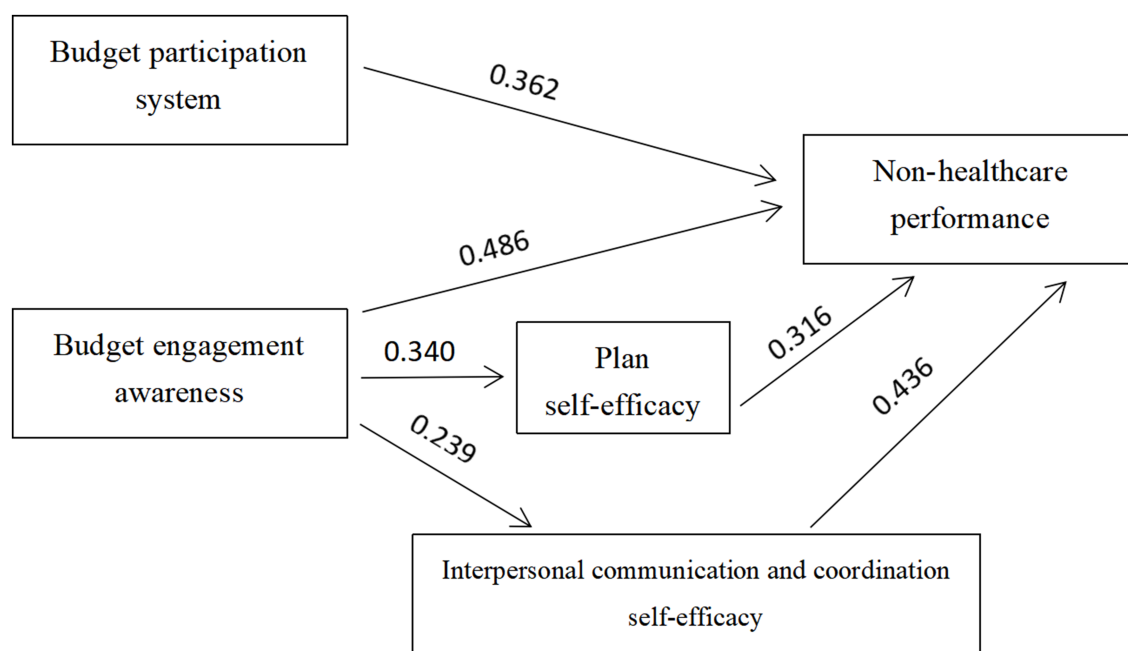 Budget participation
system
0.362
Non-healthcare
performance
0.486
Budget engagement
awareness
0.340
Plan
self-efficacy
0.316
0.436
0.239
Interpersonal communication and coordination
self-efficacy